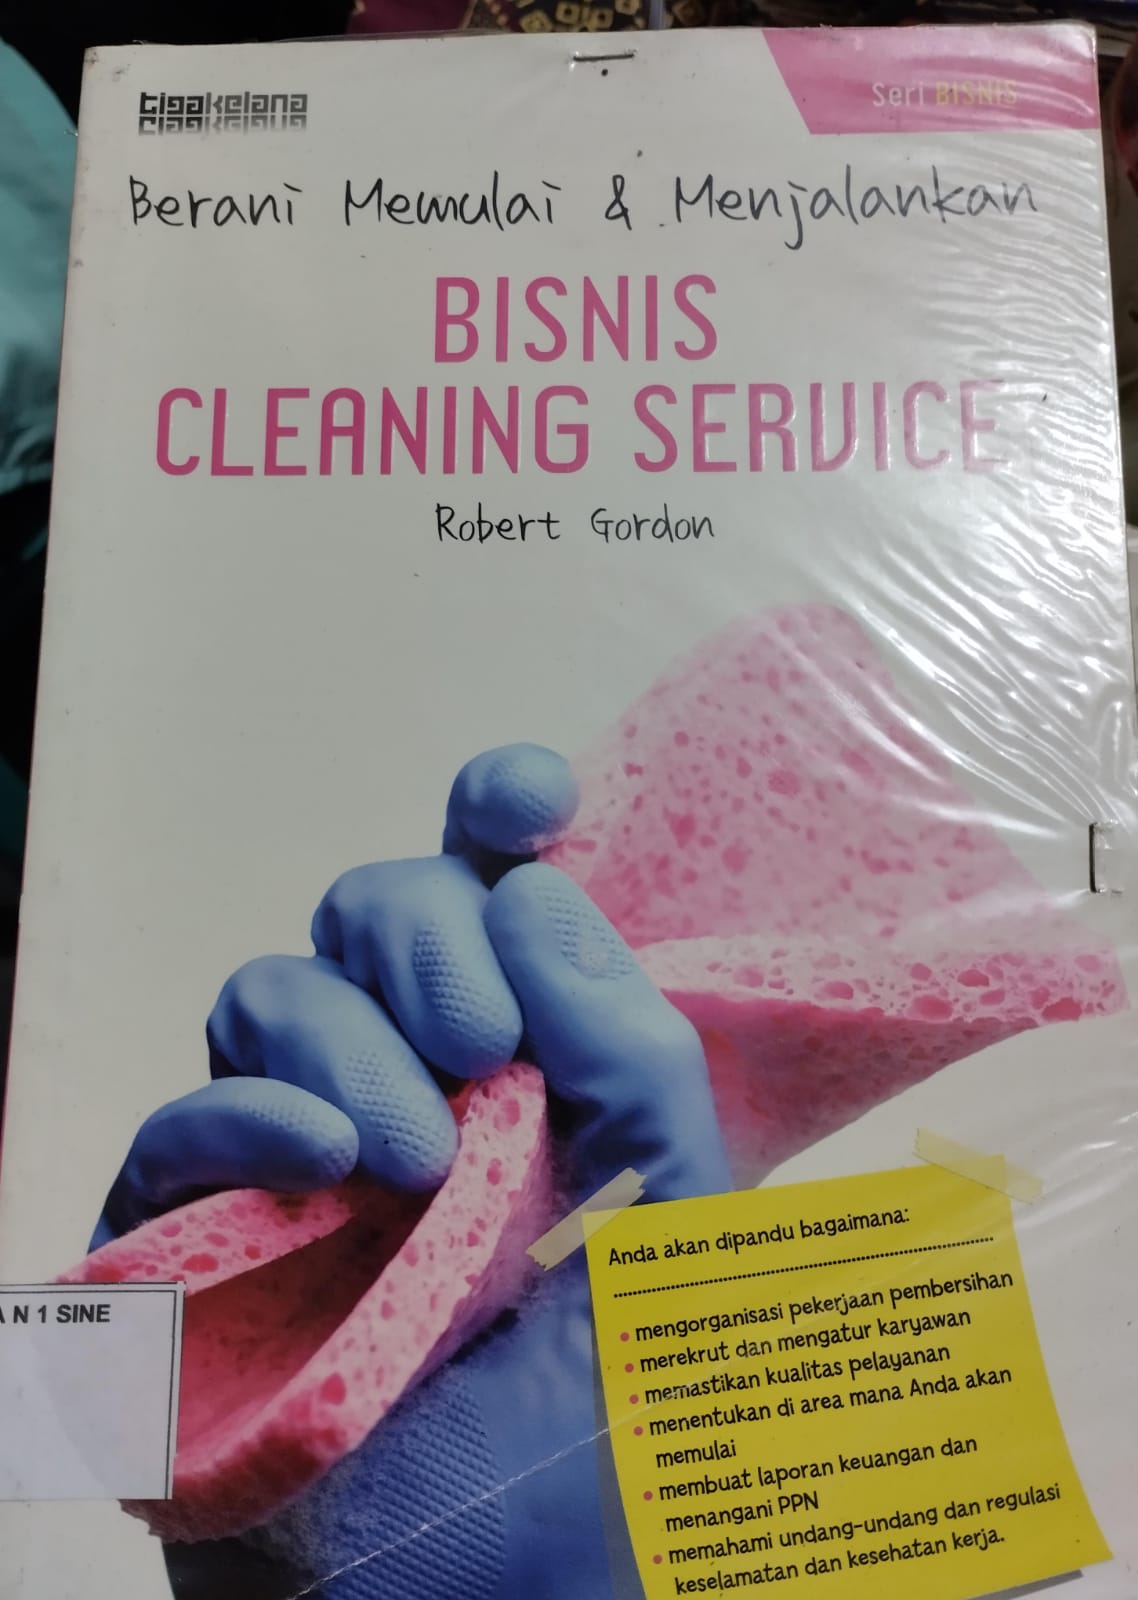 tigakelana
Seri BISNIS
Berani Memulai & Menjalankan
BISNIS
CLEANING SERVICE
Robert Gordon
Anda akan dipandu bagaimana:
• mengorganisasi pekerjaan pembersihan
• merekrut dan mengatur karyawan
• memastikan kualitas pelayanan
• menentukan di area mana Anda akan
memulai
• membuat laporan keuangan dan
menangani PPN
• memahami undang-undang dan regulasi
keselamatan dan kesehatan kerja.
A N 1 SINE